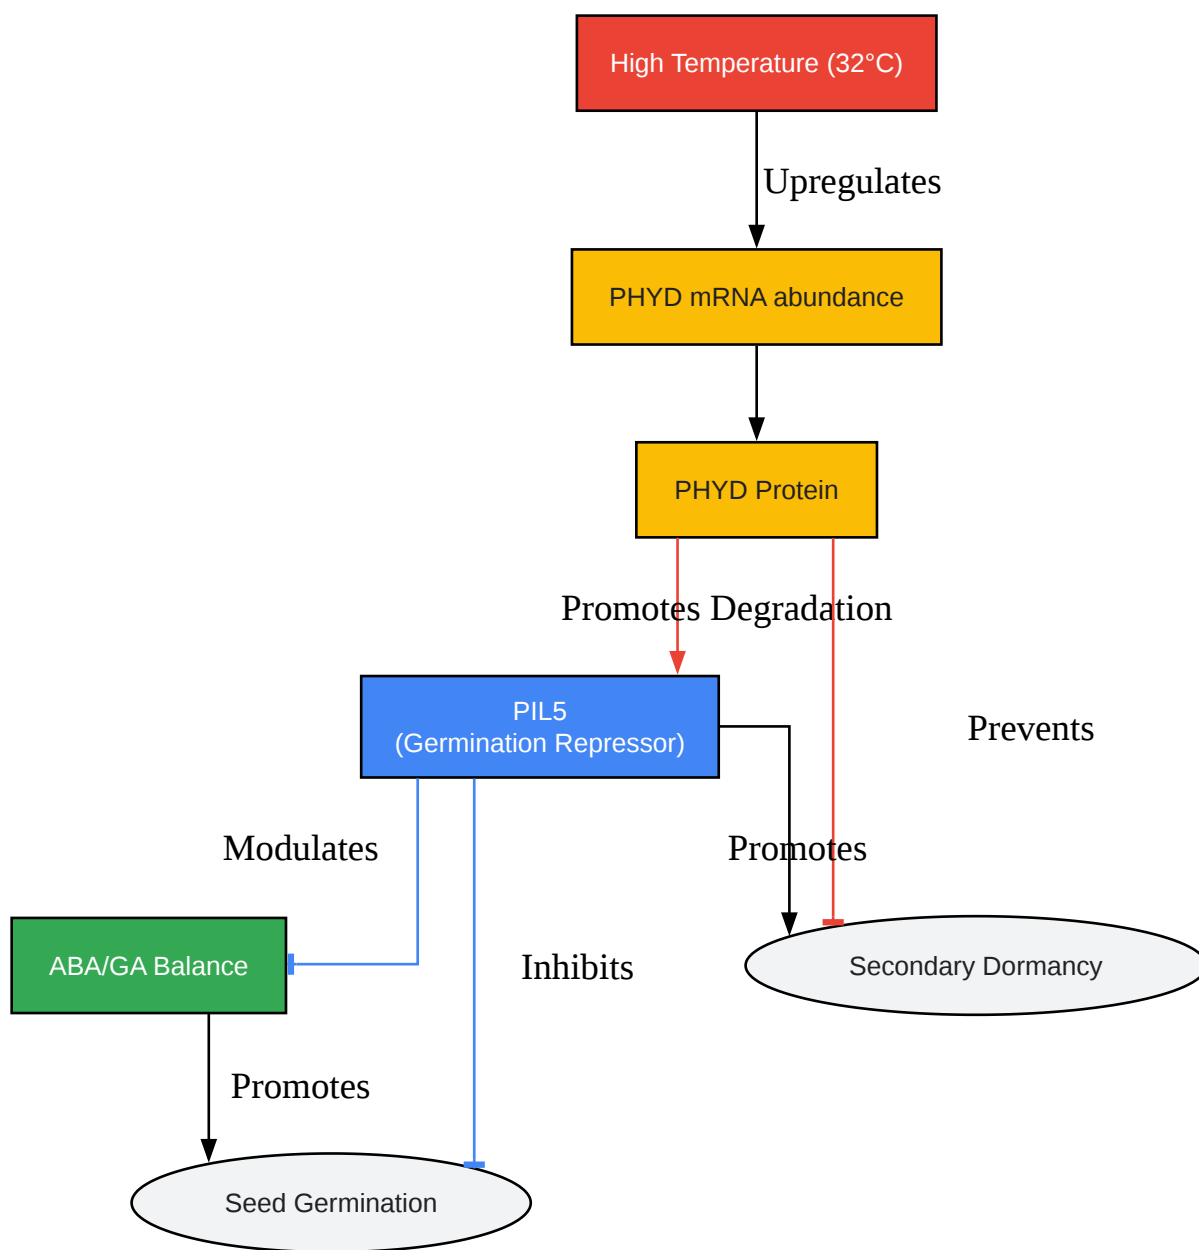 High Temperature (32°C)
Upregulates
PHYD mRNA abundance
PHYD Protein
Promotes Degradation
PIL5
(Germination Repressor)
Prevents
Modulates
Promotes
ABA/GA Balance
Inhibits
Secondary Dormancy
Promotes
Seed Germination